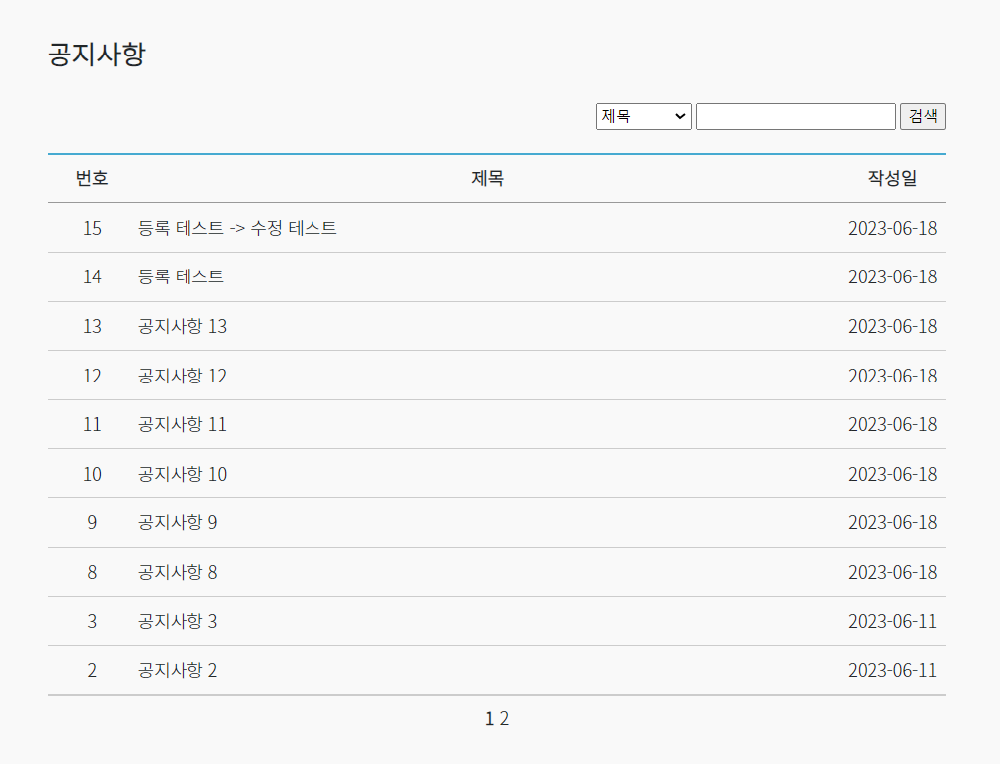 공지사항
제목 검색
번호 제목 작성일
15 등록 테스트 -> 수정 테스트 2023-06-18
14 등록 테스트 2023-06-18
13 공지사항 13 2023-06-18
12 공지사항 12 2023-06-18
11 공지사항 11 2023-06-18
10 공지사항 10 2023-06-18
9 공지사항 9 2023-06-18
8 공지사항 8 2023-06-18
3 공지사항 3 2023-06-11
2 공지사항 2 2023-06-11
1 2